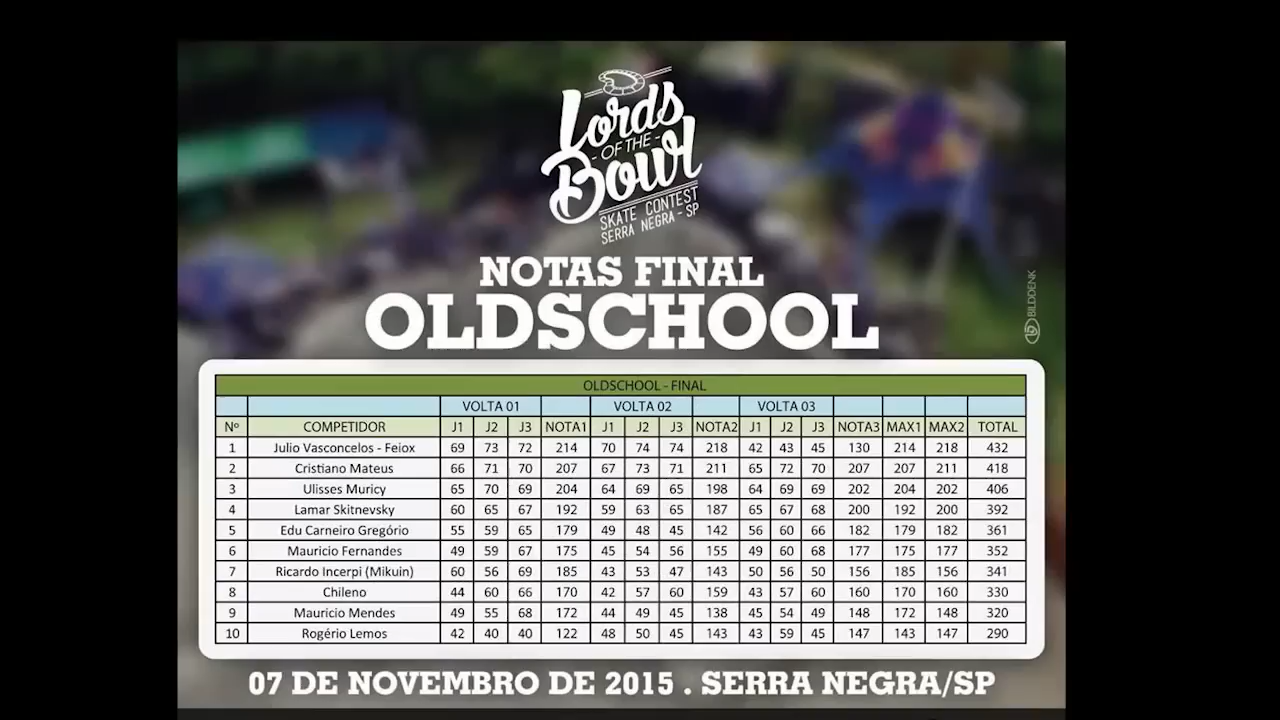 Lords
- OF THE -
Bowl
SKATE CONTEST
SERRA NEGRA - SP
NOTAS FINAL
OLDSCHOOL
BILDDENK
OLDSCHOOL - FINAL
VOLTA 01 VOLTA 02 VOLTA 03
Nº COMPETIDOR J1 J2 J3 NOTA1 J1 J2 J3 NOTA2 J1 J2 J3 NOTA3 MAX1 MAX2 TOTAL
1 Julio Vasconcelos - Feiox 69 73 72 214 70 74 74 218 42 43 45 130 214 218 432
2 Cristiano Mateus 66 71 70 207 67 73 71 211 65 72 70 207 207 211 418
3 Ulisses Muricy 65 70 69 204 64 69 65 198 64 69 69 202 204 202 406
4 Lamar Skitnevsky 60 65 67 192 59 63 65 187 65 67 68 200 192 200 392
5 Edu Carneiro Gregório 55 59 65 179 49 48 45 142 56 60 66 182 179 182 361
6 Mauricio Fernandes 49 59 67 175 45 54 56 155 49 60 68 177 175 177 352
7 Ricardo Incerpi (Mikuin) 60 56 69 185 43 53 47 143 50 56 50 156 185 156 341
8 Chileno 44 60 66 170 42 57 60 159 43 57 60 160 170 160 330
9 Mauricio Mendes 49 55 68 172 44 49 45 138 45 54 49 148 172 148 320
10 Rogério Lemos 42 40 40 122 48 50 45 143 43 59 45 147 143 147 290
07 DE NOVEMBRO DE 2015 . SERRA NEGRA/SP